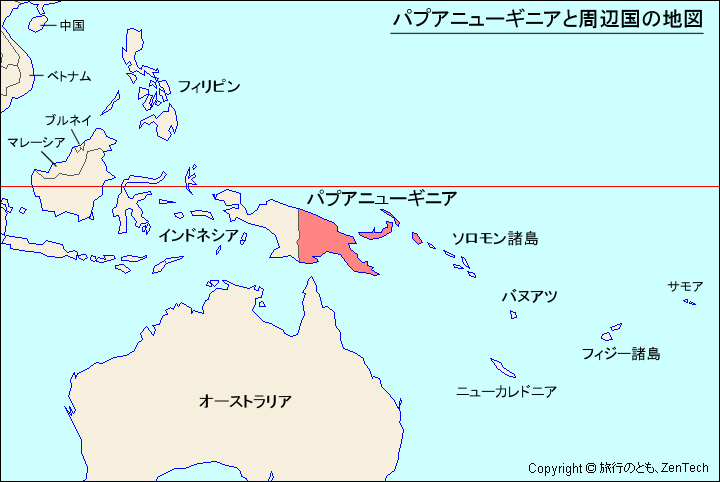 パプアニューギニアと周辺国の地図
中国
ベトナム
フィリピン
ブルネイ
マレーシア
パプアニューギニア
インドネシア
ソロモン諸島
サモア
バヌアツ
フィジー諸島
ニューカレドニア
オーストラリア
Copyright © 旅行のとも、ZenTech